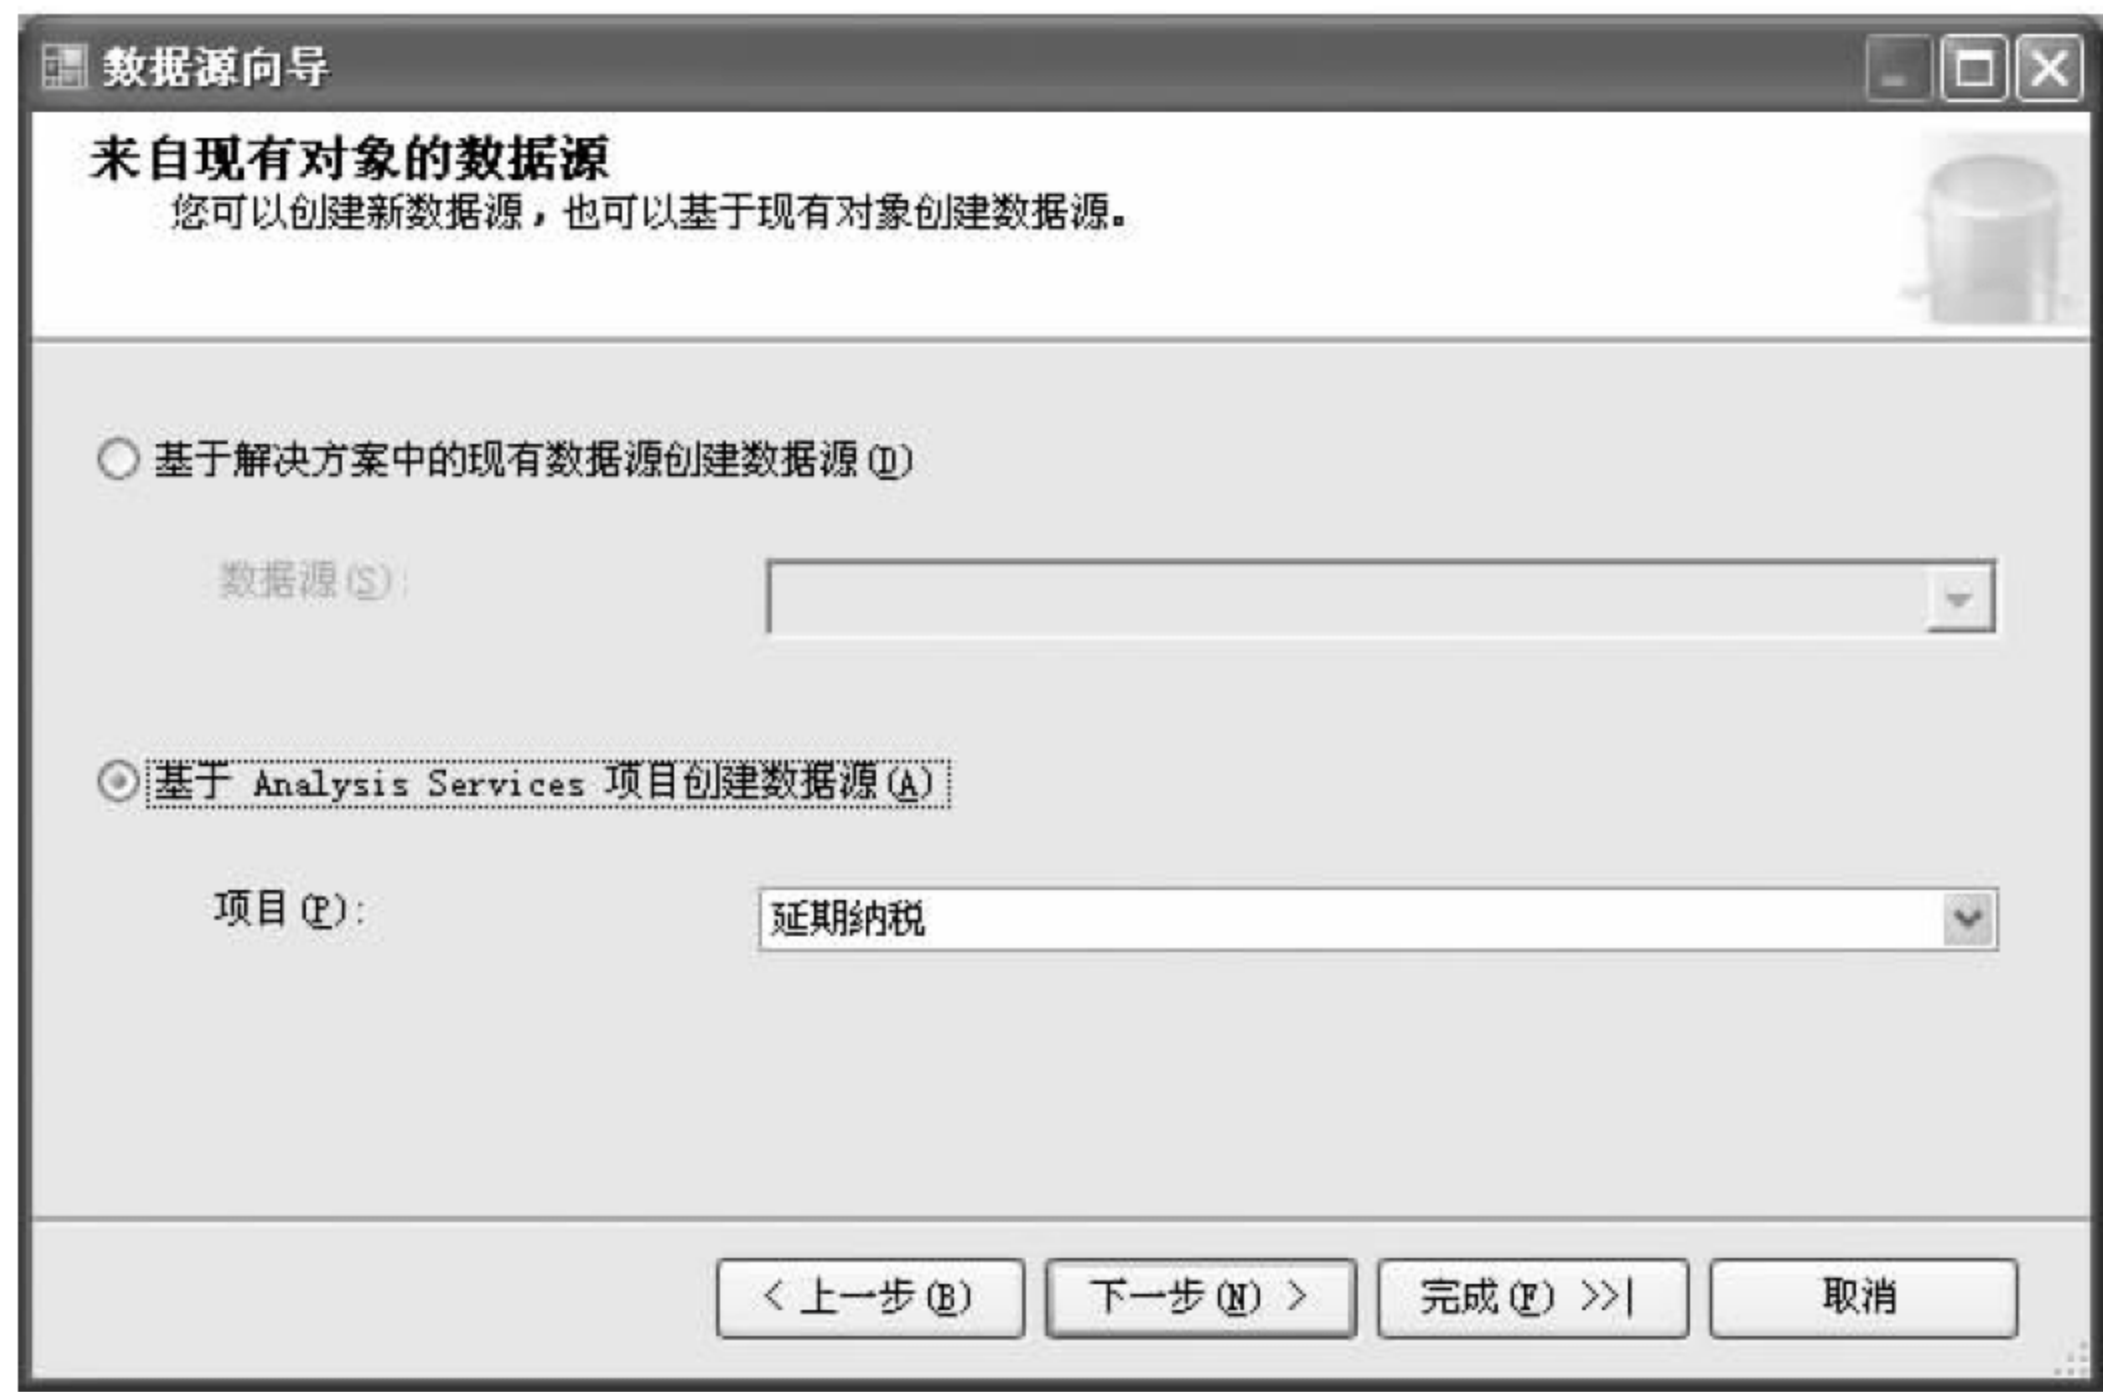 数据源向导
来自现有对象的数据源
您可以创建新数据源，也可以基于现有对象创建数据源。
基于解决方案中的现有数据源创建数据源(D)
数据源(S):
基于 Analysis Services 项目创建数据源(A)
项目(P):
延期纳税
< 上一步(B)
下一步(N) >
完成(F) >>|
取消